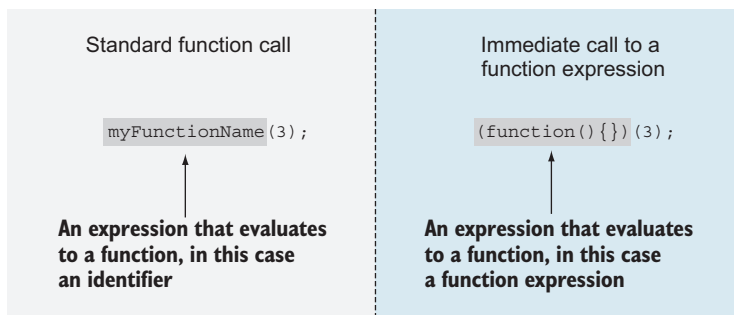 Standard function call
myFunctionName(3);
An expression that evaluates
to a function, in this case
an identifier
Immediate call to a
function expression
(function(){})(3);
An expression that evaluates
to a function, in this case
a function expression